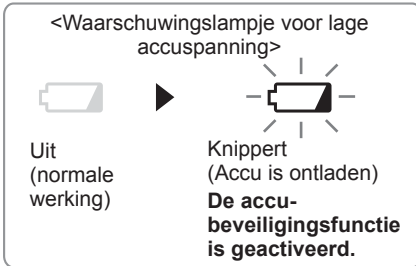 <Waarschuwingslampje voor lage
accuspanning>
Uit
(normale
werking)
Knippert
(Accu is ontladen)
De accu-
beveiligingsfunctie
is geactiveerd.